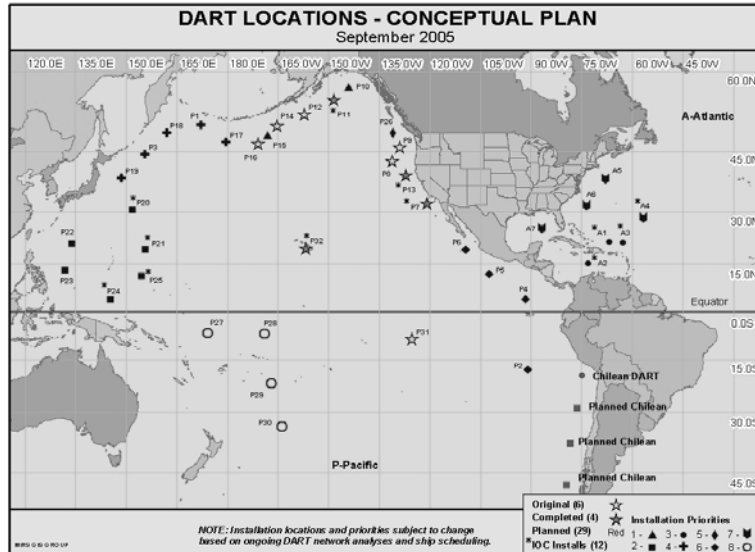 DART LOCATIONS - CONCEPTUAL PLAN
September 2005
120.0E 135.0E 150.0E 165.0E 180.0E 165.0W 150.0W 135.0W 120.0W 90.0W 75.0W 60.0W 45.0W
60.0N
A-Atlantic
P10
P12
P11
P14
P1
P18
P17
P15
P16
P26
P9
45.0N
P3
P8
P19
P13
A5
P20
P7
A6
A4
30.0N
P22
P21
P32
A7
A1
A3
P6
P23
P25
A2
15.0N
P24
P5
P4
Equator
0.0S
P27
P28
P31
P2
15.0S
Chilean DART
P29
Planned Chilean
P30
30.0S
Planned Chilean
P-Pacific
Planned Chilean
45.0S
Original (6)
Completed (4)
Planned (29)
* IOC Installs (12)
Red
Installation Priorities
1 - 3 - 5 - 7 -
2 - 4 - 6 - 8 -
NOTE: Installation locations and priorities subject to change
based on ongoing DART network analyses and ship scheduling.